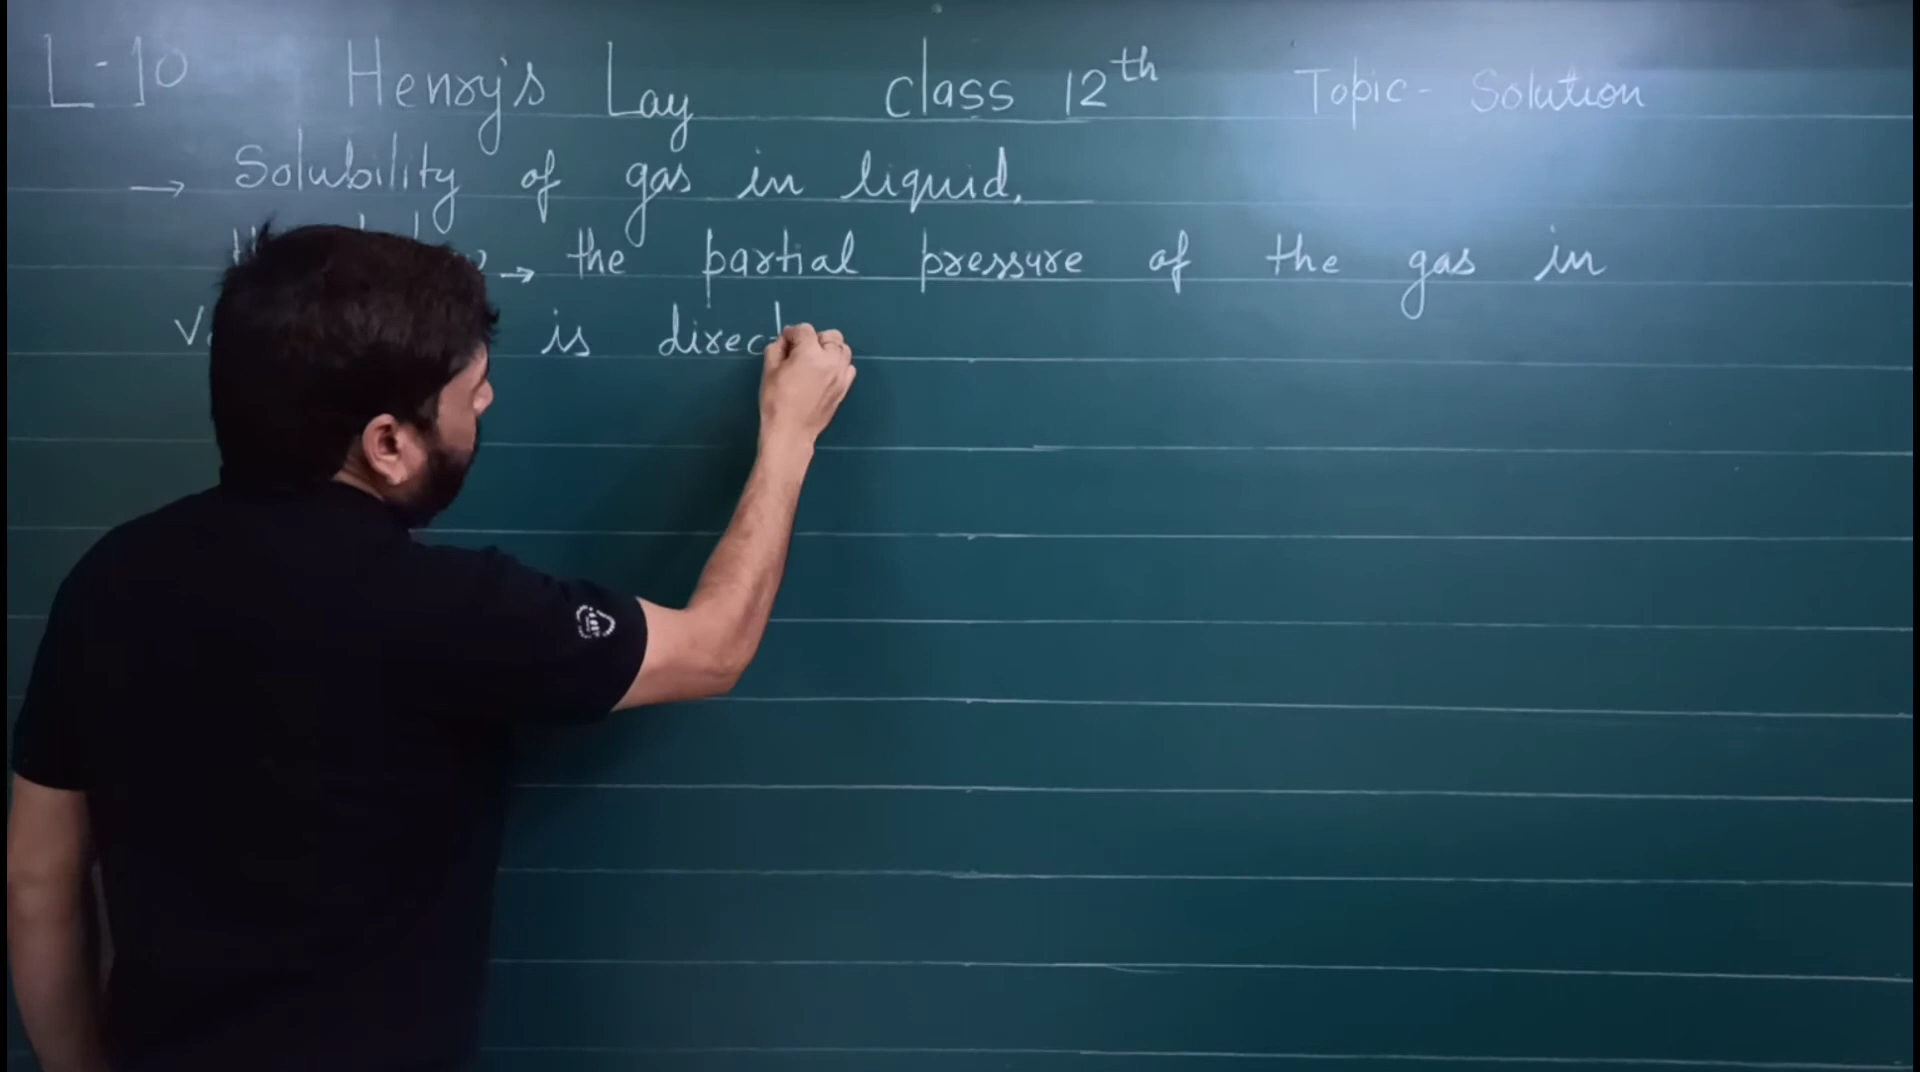 L-10 Henry's Lay class 12th Topic- Solution
→ Solubility of gas in liquid.
→ the partial pressure of the gas in
is direct